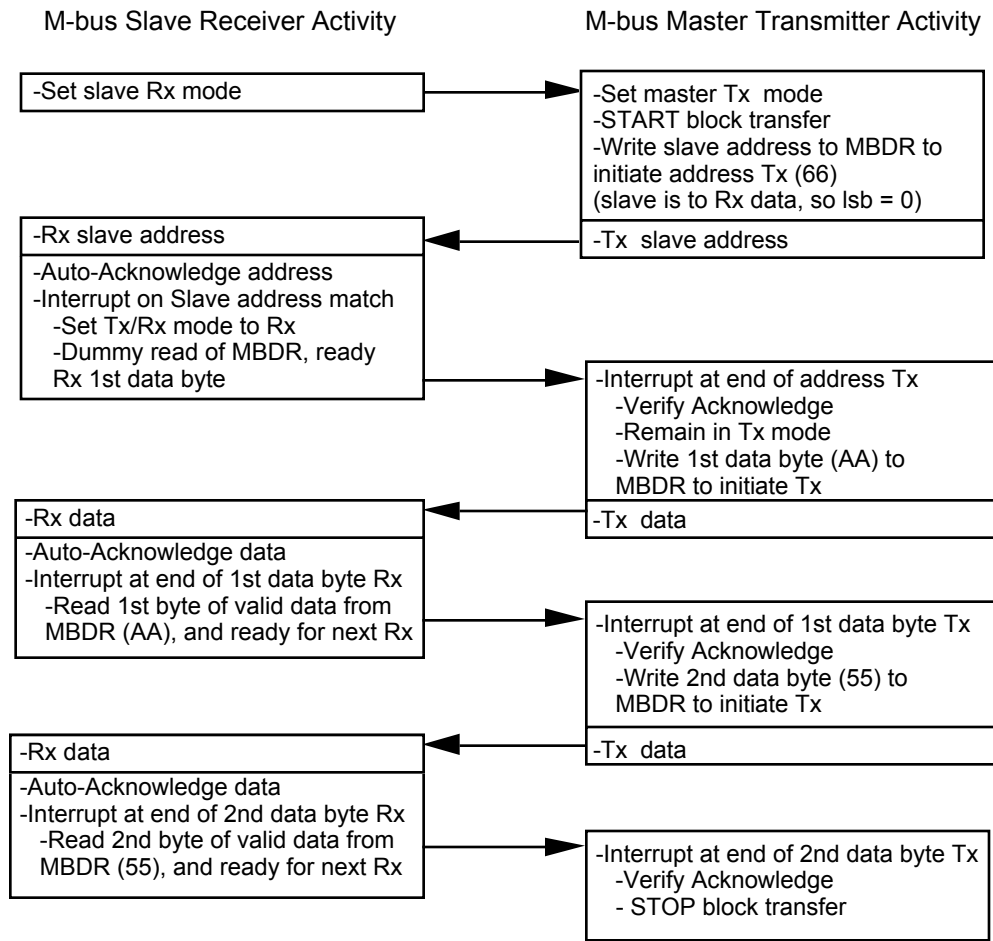 M-bus Slave Receiver Activity
M-bus Master Transmitter Activity
-Set slave Rx mode
-Set master Tx mode
-START block transfer
-Write slave address to MBDR to
initiate address Tx (66)
(slave is to Rx data, so lsb = 0)
-Tx slave address
-Rx slave address
-Auto-Acknowledge address
-Interrupt on Slave address match
-Set Tx/Rx mode to Rx
-Dummy read of MBDR, ready
Rx 1st data byte
-Interrupt at end of address Tx
-Verify Acknowledge
-Remain in Tx mode
-Write 1st data byte (AA) to
MBDR to initiate Tx
-Tx data
-Rx data
-Auto-Acknowledge data
-Interrupt at end of 1st data byte Rx
-Read 1st byte of valid data from
MBDR (AA), and ready for next Rx
-Interrupt at end of 1st data byte Tx
-Verify Acknowledge
-Write 2nd data byte (55) to
MBDR to initiate Tx
-Tx data
-Rx data
-Auto-Acknowledge data
-Interrupt at end of 2nd data byte Rx
-Read 2nd byte of valid data from
MBDR (55), and ready for next Rx
-Interrupt at end of 2nd data byte Tx
-Verify Acknowledge
- STOP block transfer